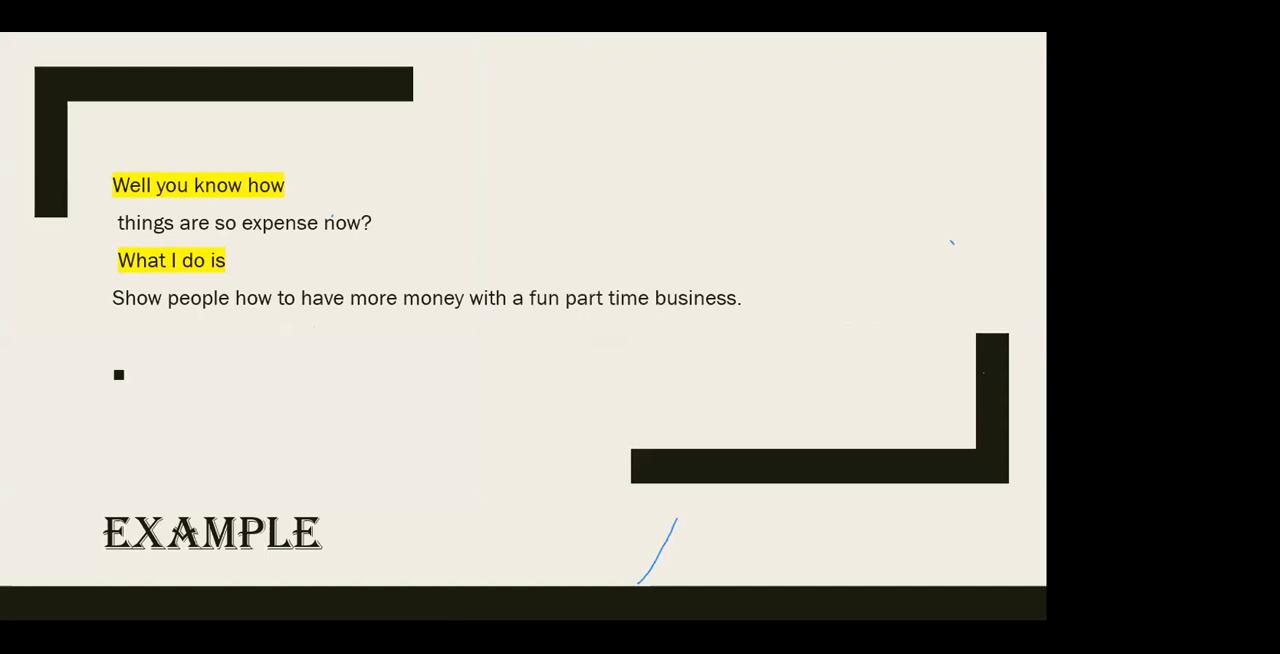 Well you know how
things are so expense now?
What I do is
Show people how to have more money with a fun part time business.
EXAMPLE